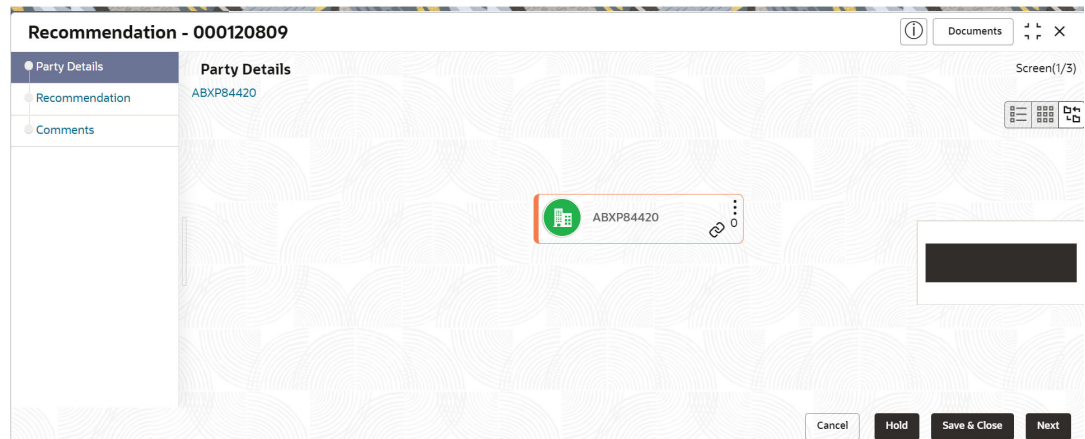 Recommendation - 000120809
Documents
Party Details
Recommendation
Comments
Party Details
Screen(1/3)
ABXP84420
ABXP84420
0
Cancel
Hold
Save & Close
Next